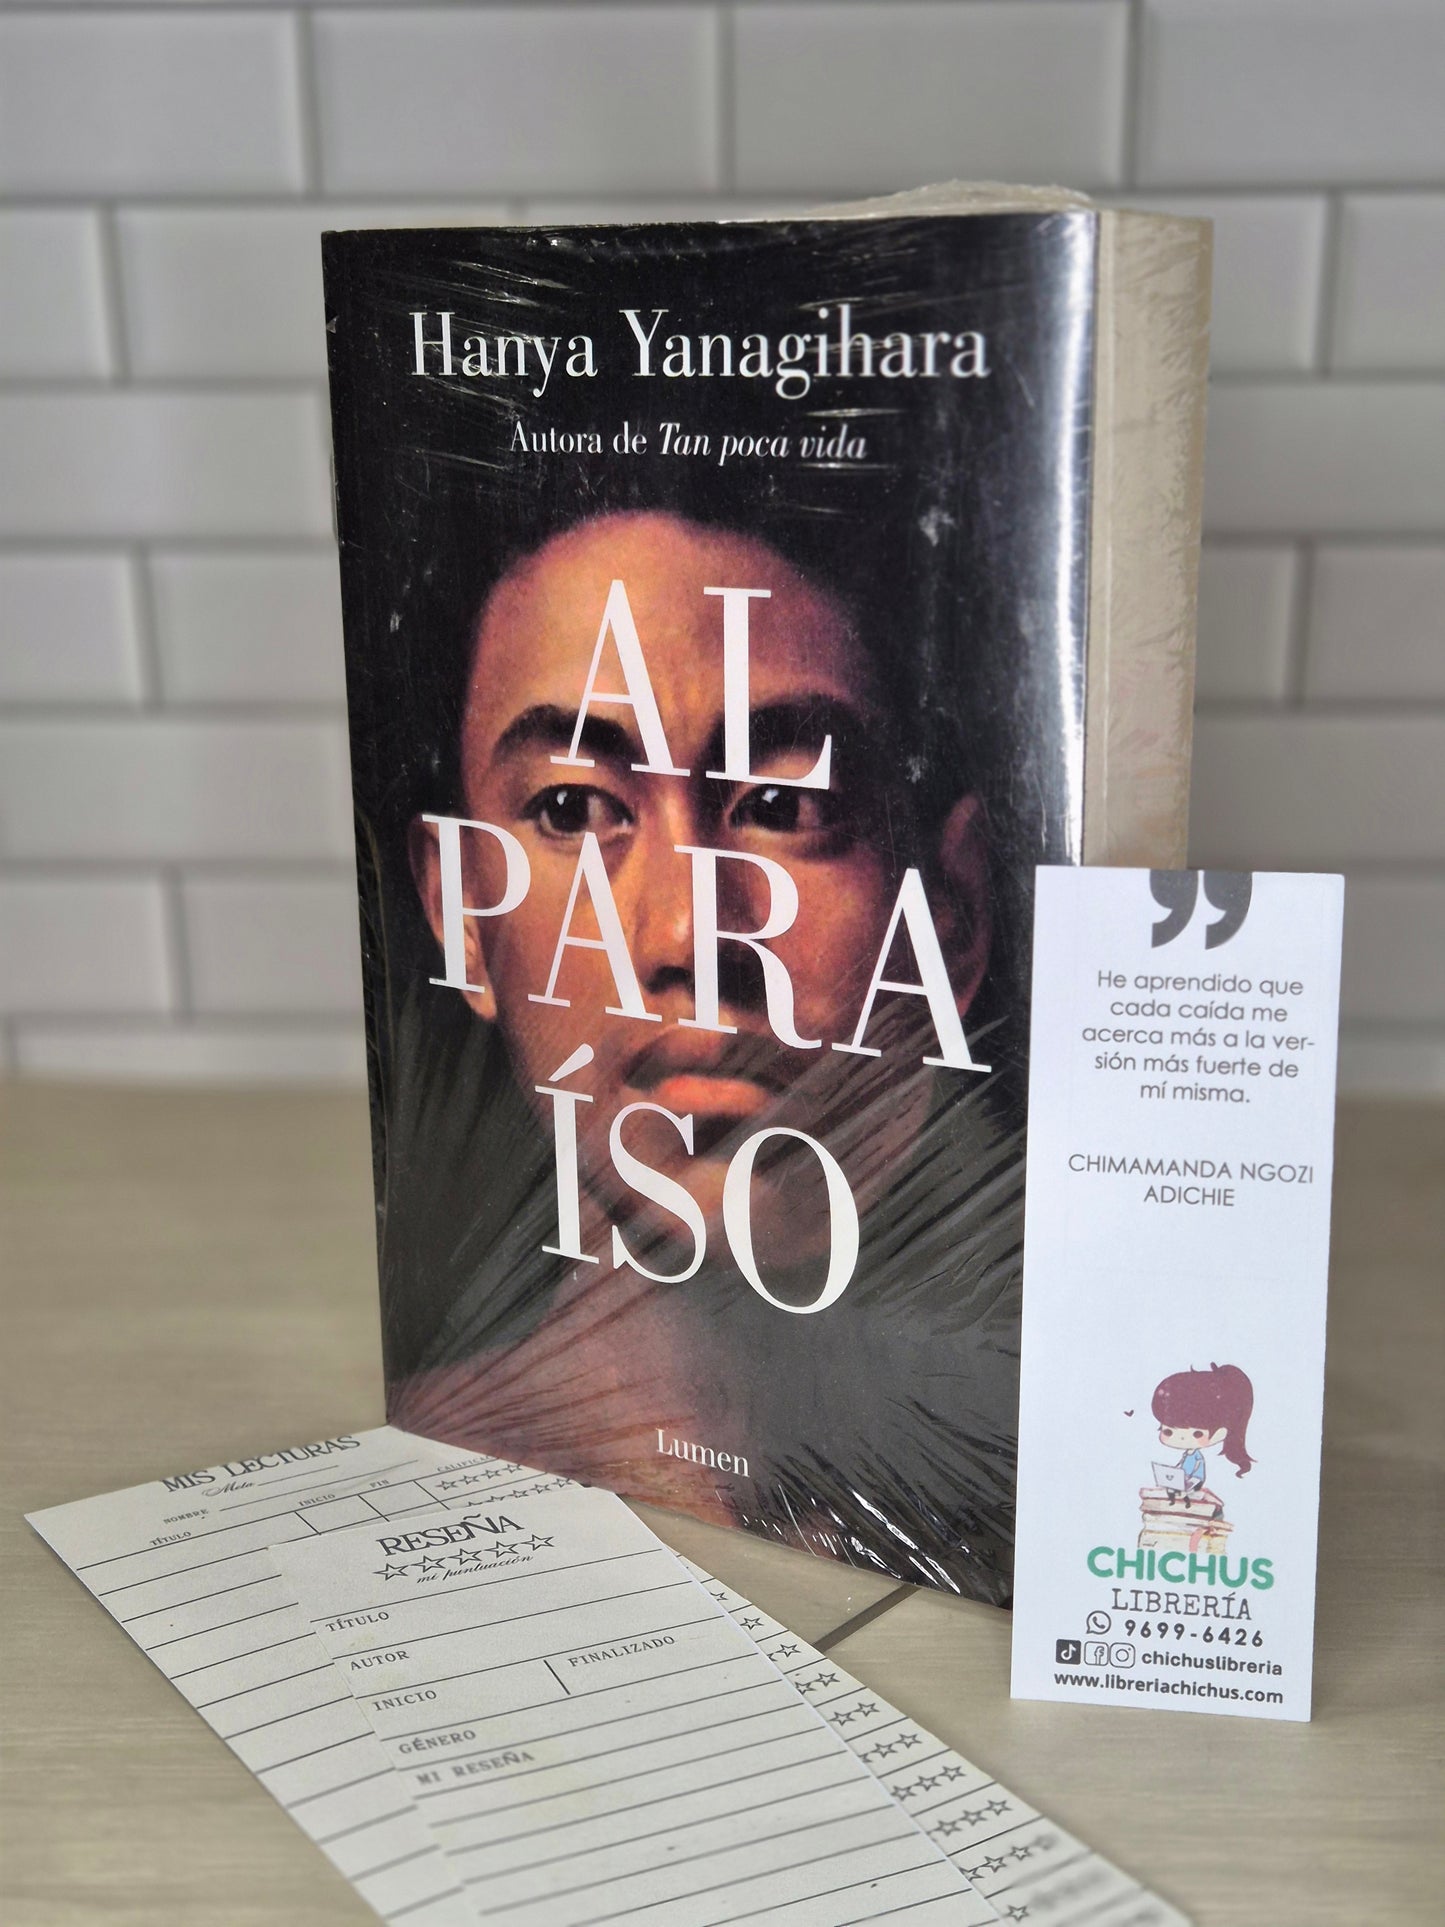 Hanya Yanagihara
Autora de Tan poca vida
AL
PARA
ÍSO
Lumen
”
He aprendido que
cada caída me
acerca más a la ver-
sión más fuerte de
mí misma.
CHIMAMANDA NGOZI
ADICHIE
CHICHUS
LIBRERÍA
9699-6426
chichuslibreria
www.libreriachichus.com
MIS LECTURAS
Meta
NOMBRE
TÍTULO
INICIO
FIN
RESEÑA
mi puntuación
TÍTULO
AUTOR
INICIO
FINALIZADO
GÉNERO
MI RESEÑA